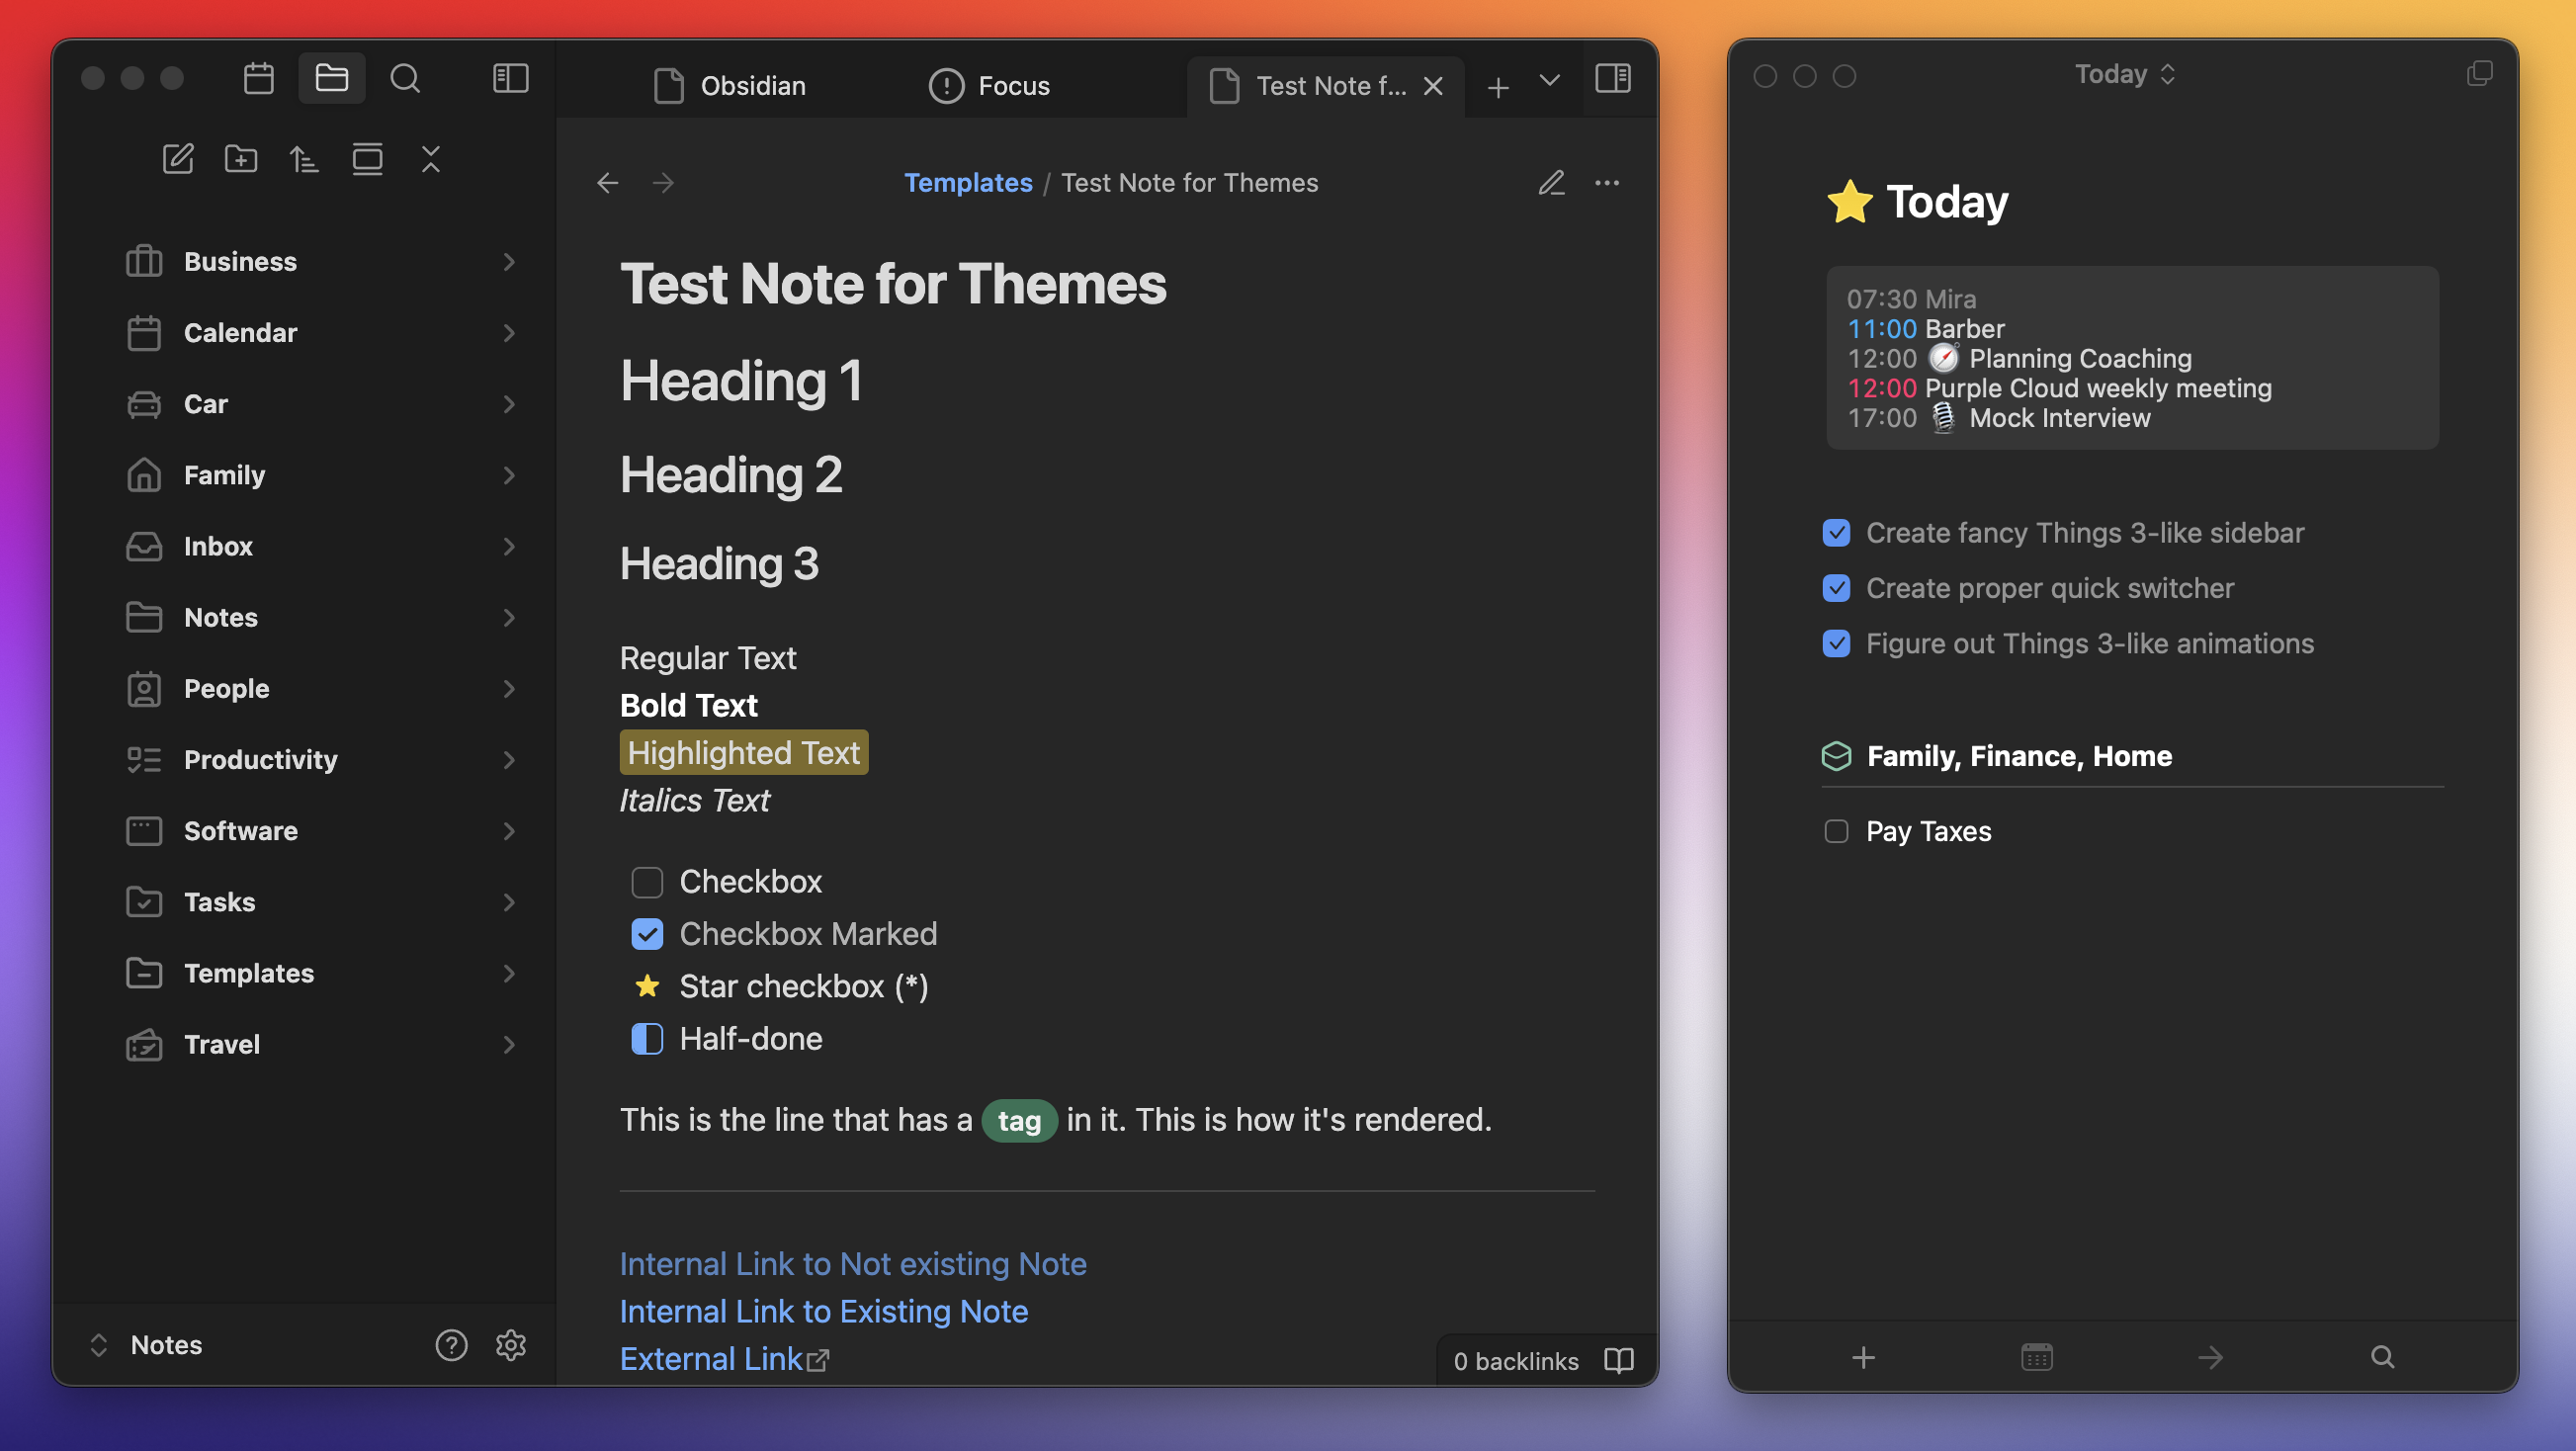 Obsidian
Focus
Test Note f...
Business
Calendar
Car
Family
Inbox
Notes
People
Productivity
Software
Tasks
Templates
Travel
Notes
Templates / Test Note for Themes
Test Note for Themes
Heading 1
Heading 2
Heading 3
Regular Text
Bold Text
Highlighted Text
Italics Text
Checkbox
Checkbox Marked
Star checkbox (*)
Half-done
This is the line that has a tag in it. This is how it's rendered.
Internal Link to Not existing Note
Internal Link to Existing Note
External Link
0 backlinks
Today
Today
07:30 Mira
11:00 Barber
12:00 Planning Coaching
12:00 Purple Cloud weekly meeting
17:00 Mock Interview
Create fancy Things 3-like sidebar
Create proper quick switcher
Figure out Things 3-like animations
Family, Finance, Home
Pay Taxes